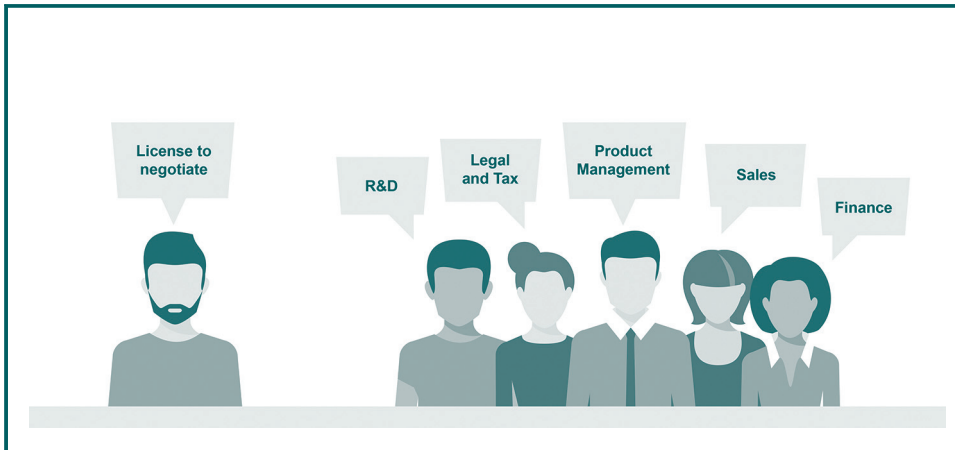 License to
negotiate
R&D
Legal
and Tax
Product
Management
Sales
Finance